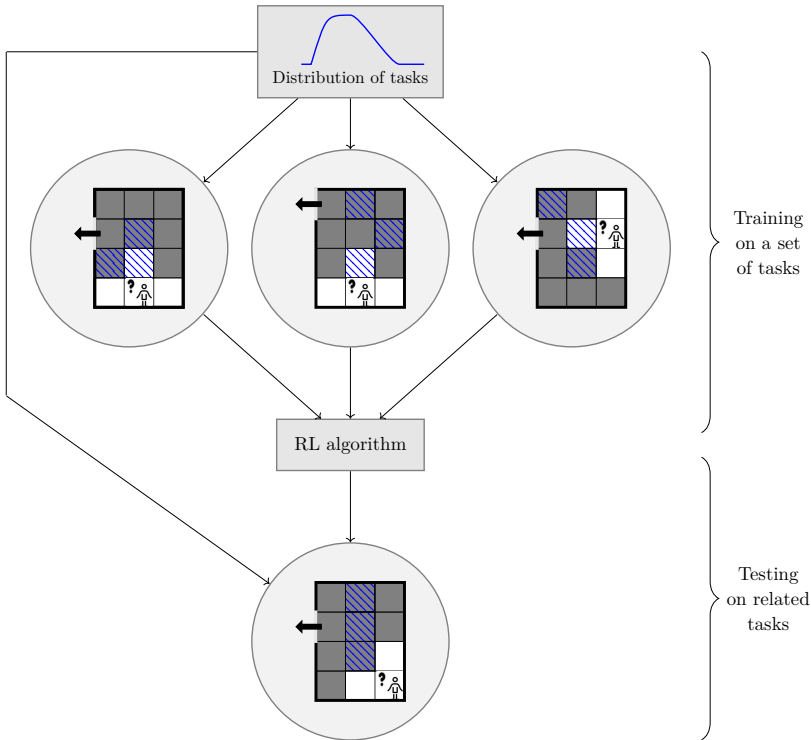 Distribution of tasks
?
?
?
Training
on a set
of tasks
RL algorithm
?
Testing
on related
tasks